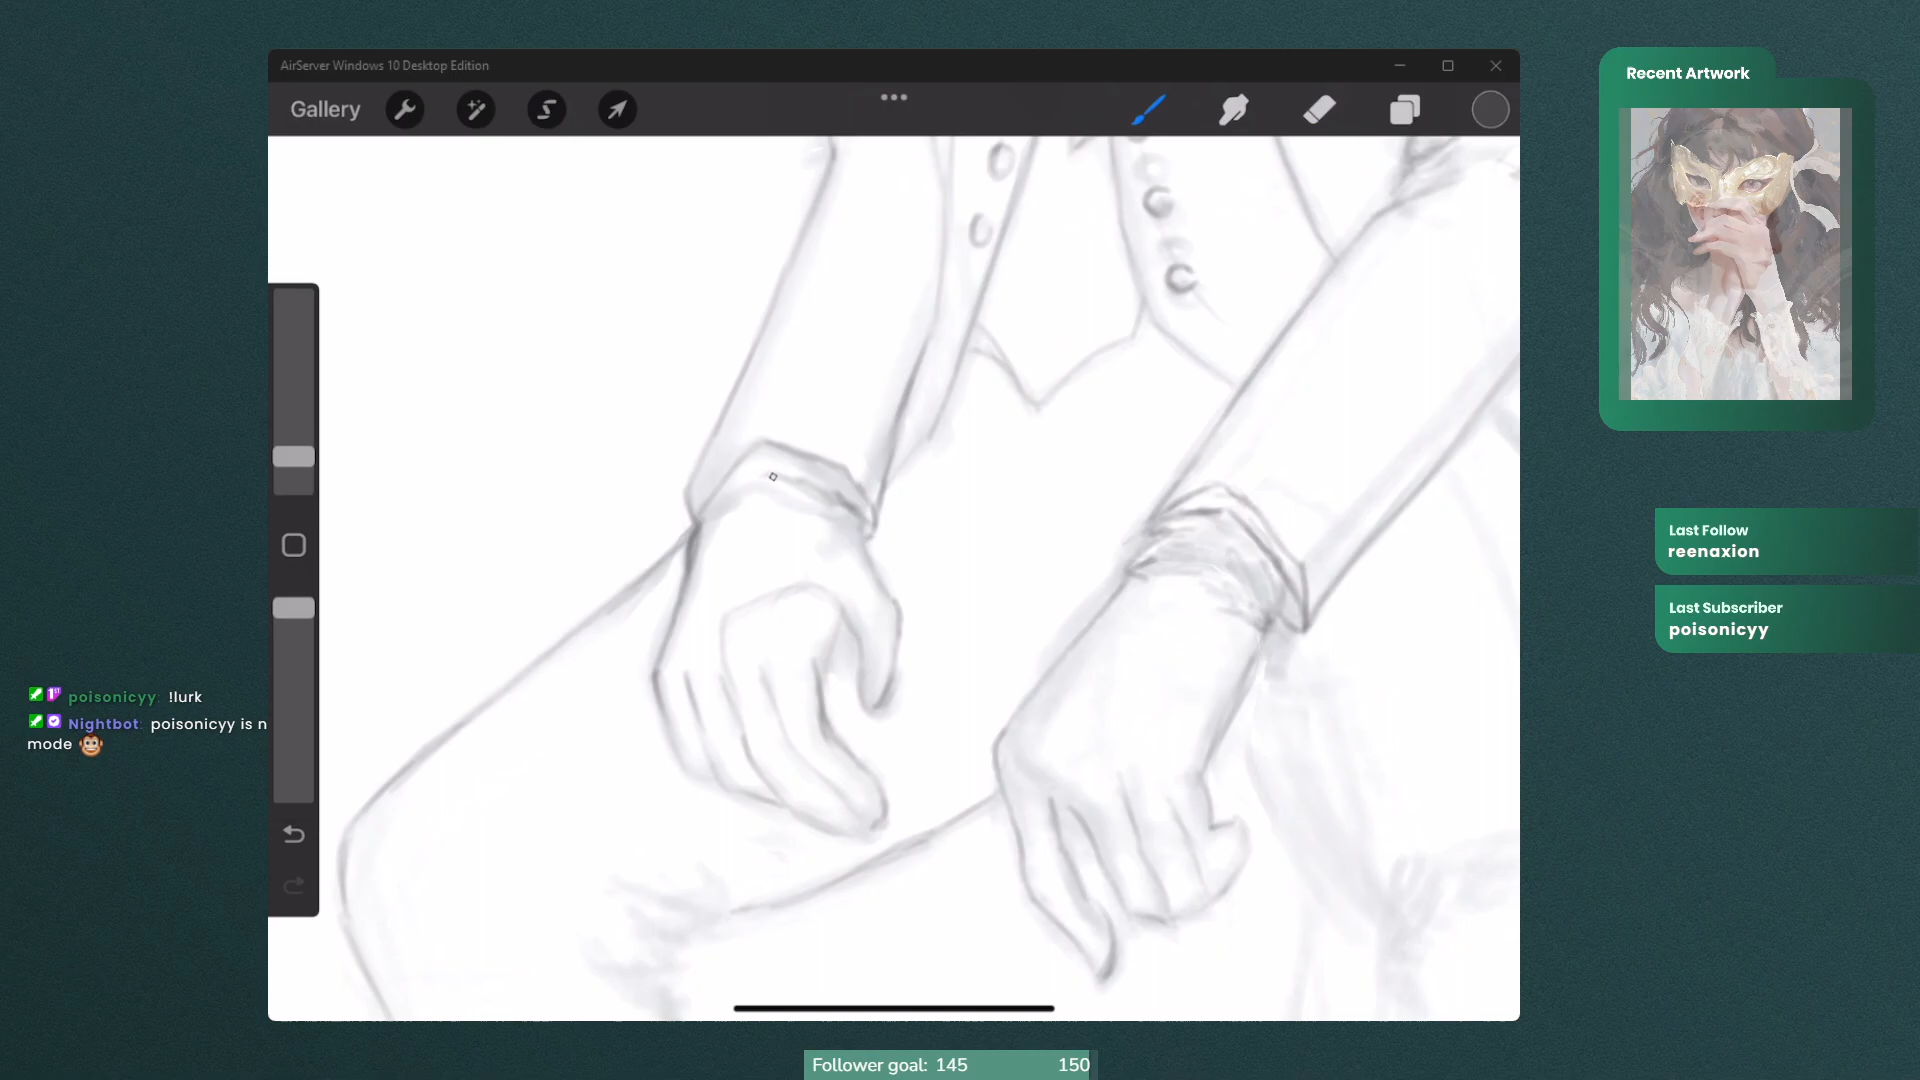 AirServer Windows 10 Desktop Edition
Gallery
Recent Artwork
Last Follow
reenaxion
Last Subscriber
poisonicyy
poisonicyy: !lurk
Nightbot: poisonicyy is n
mode
Follower goal: 145 150